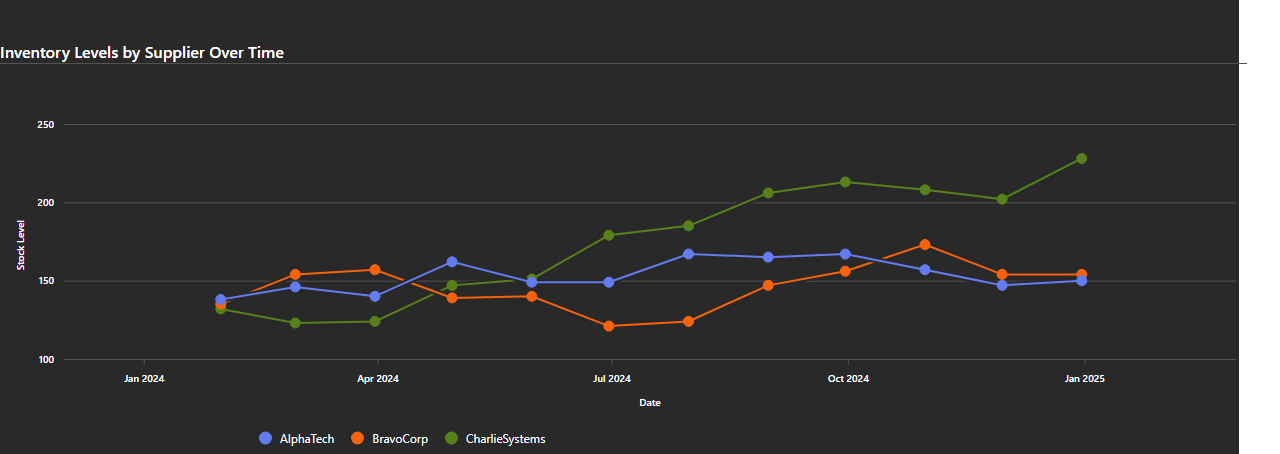 Inventory Levels by Supplier Over Time
250
200
150
100
Stock Level
Jan 2024 Apr 2024 Jul 2024 Oct 2024 Jan 2025
Date
AlphaTech BravoCorp CharlieSystems